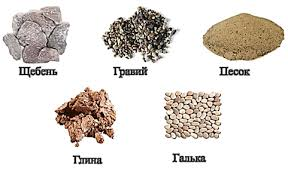 Щебень
Гравий
Песок
Глина
Галька